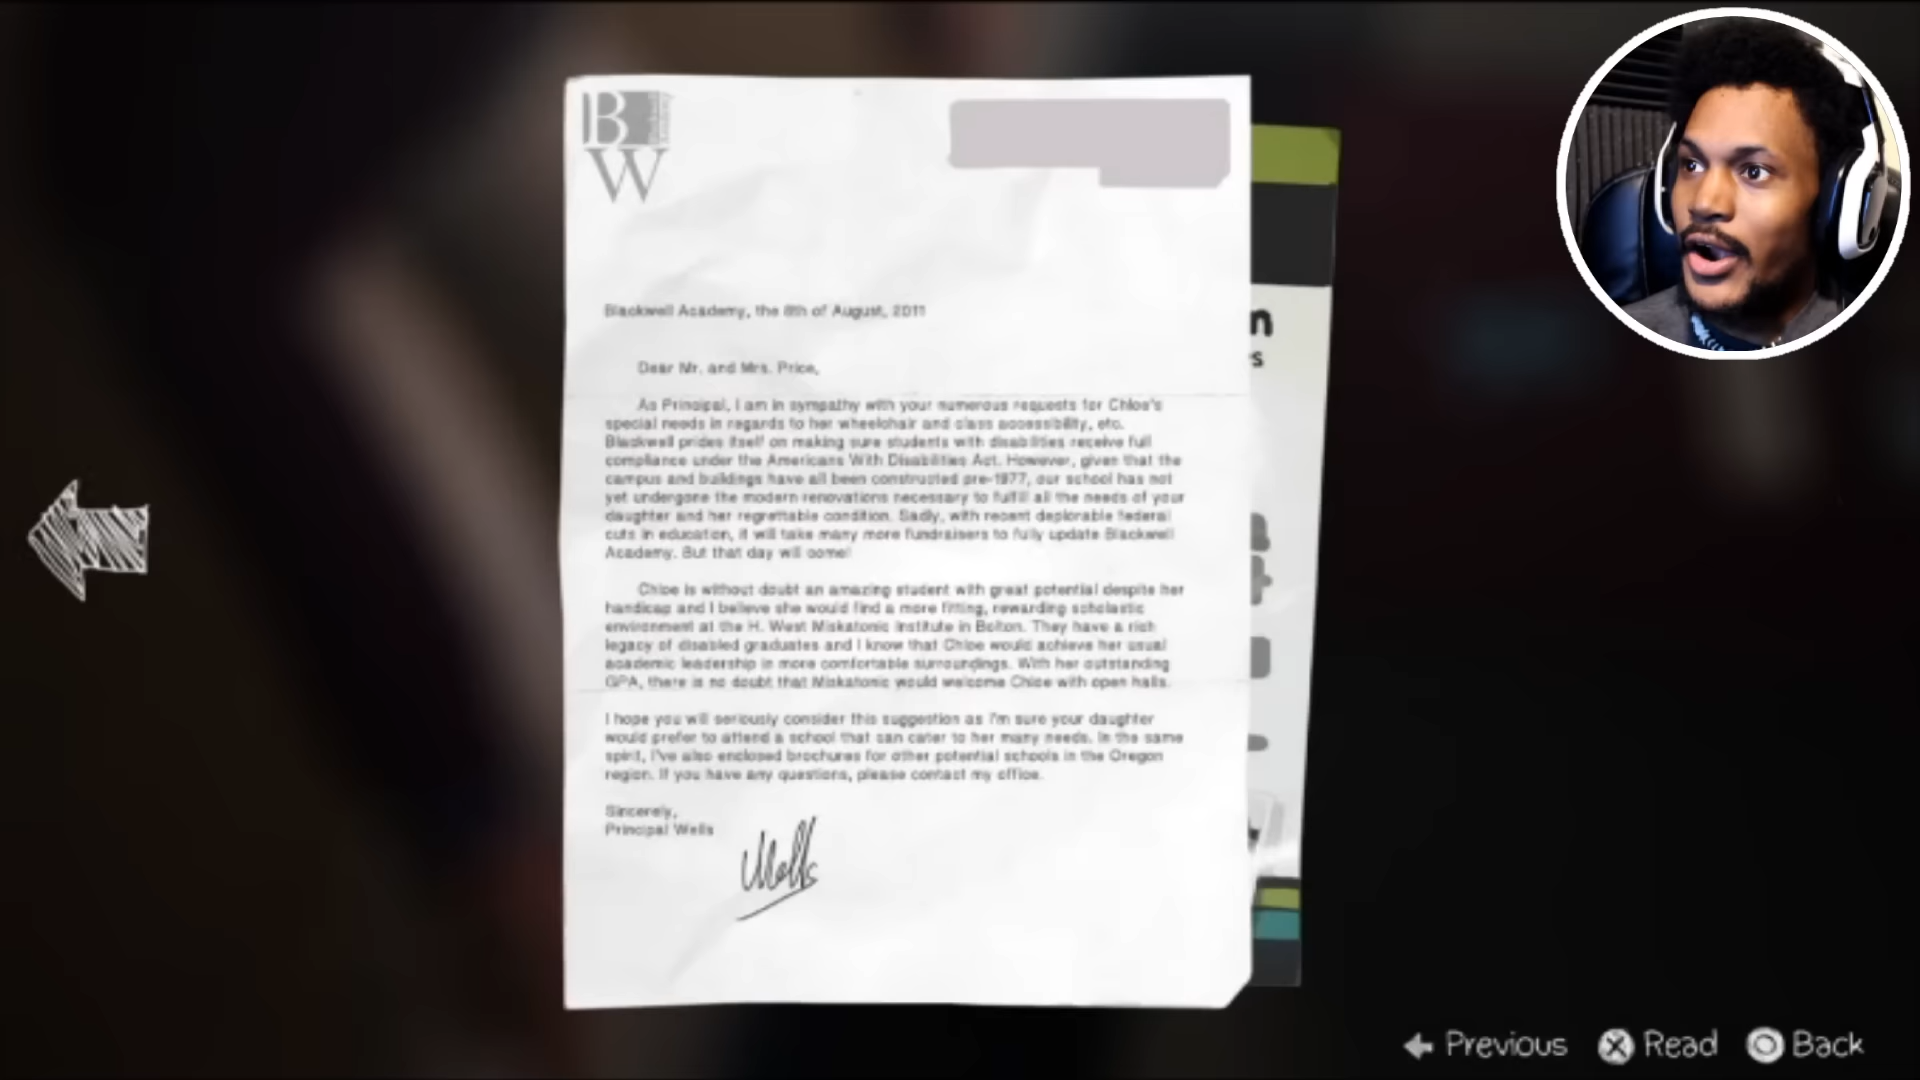 B
W
Blackwell Academy, the 8th of August, 2011
Dear Mr. and Mrs. Price,
As Principal, I am in sympathy with your numerous requests for Chloe's
special needs in regards to her wheelchair and class accessibility, etc.
Blackwell prides itself on making sure students with disabilities receive full
compliance under the Americans With Disabilities Act. However, given that the
campus and buildings have all been constructed pre-1977, our school has not
yet undergone the modern renovations necessary to fulfill all the needs of your
daughter and her regrettable condition. Sadly, with recent deplorable federal
cuts in education, it will take many more fundraisers to fully update Blackwell
Academy. But that day will come!
Chloe is without doubt an amazing student with great potential despite her
handicap and I believe she would find a more fitting, rewarding scholastic
environment at the H. West Miskatonic Institute in Bolton. They have a rich
legacy of disabled graduates and I know that Chloe would achieve her usual
academic leadership in more comfortable surroundings. With her outstanding
GPA, there is no doubt that Miskatonic would welcome Chloe with open halls.
I hope you will seriously consider this suggestion as I'm sure your daughter
would prefer to attend a school that can cater to her many needs. In the same
spirit, I've also enclosed brochures for other potential schools in the Oregon
region. If you have any questions, please contact my office.
Sincerely,
Principal Wells
Wells
n
s
Previous Read Back